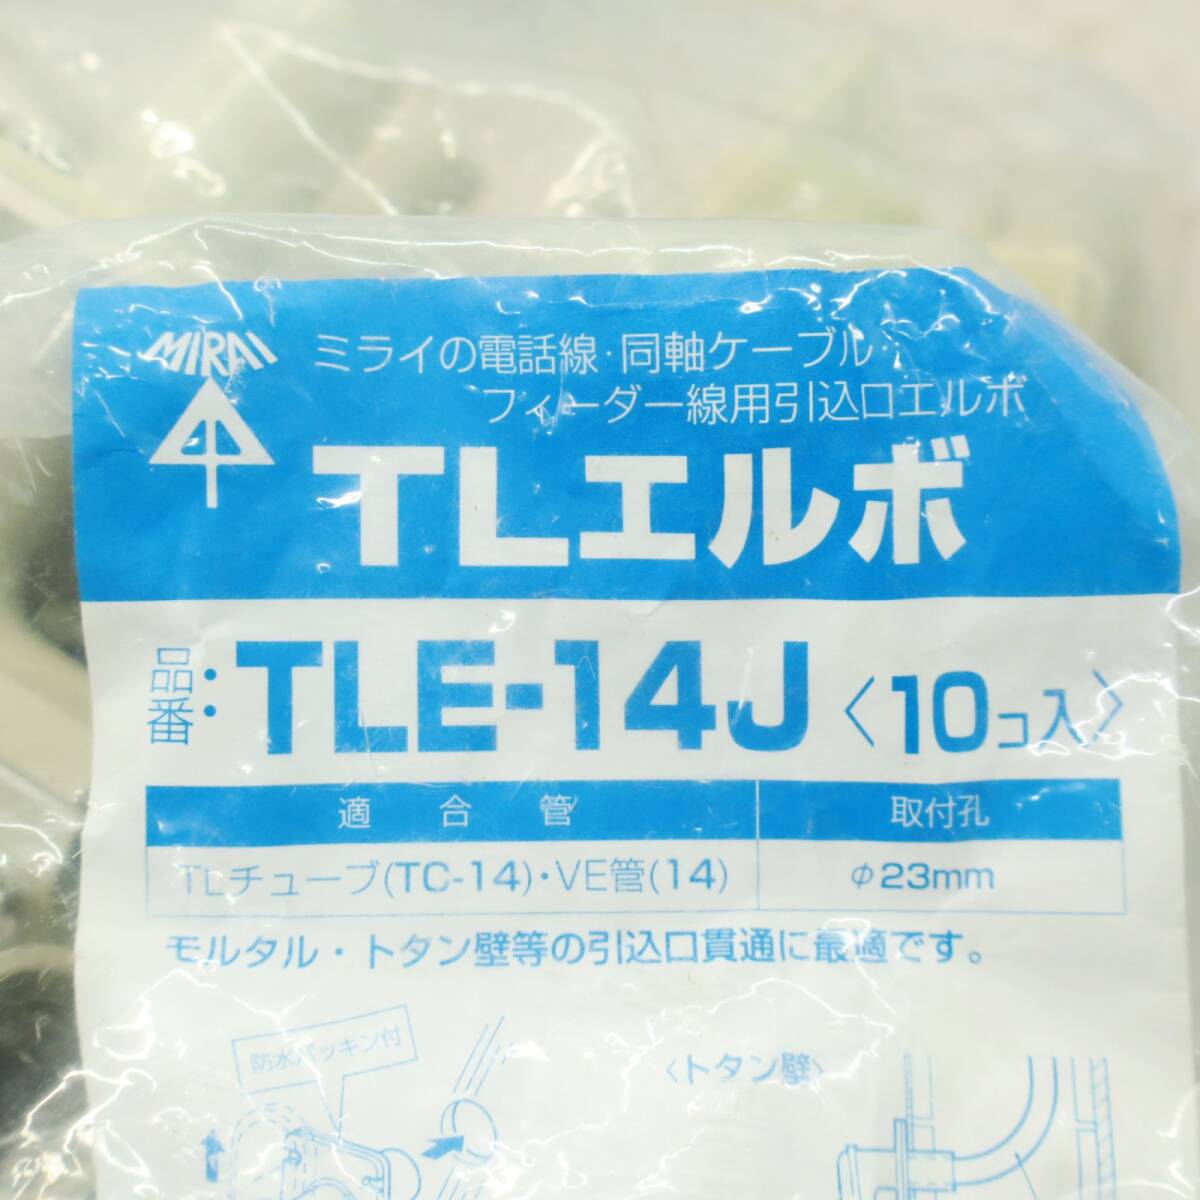 MIRAI
ミライの電話線・同軸ケーブル・
フィーダー線用引込口エルボ
TLエルボ
品番：TLE-14J〈10コ入〉
適合管 取付孔
TLチューブ(TC-14)・VE管(14) φ23mm
モルタル・トタン壁等の引込口貫通に最適です。
防水パッキン付
〈トタン壁〉